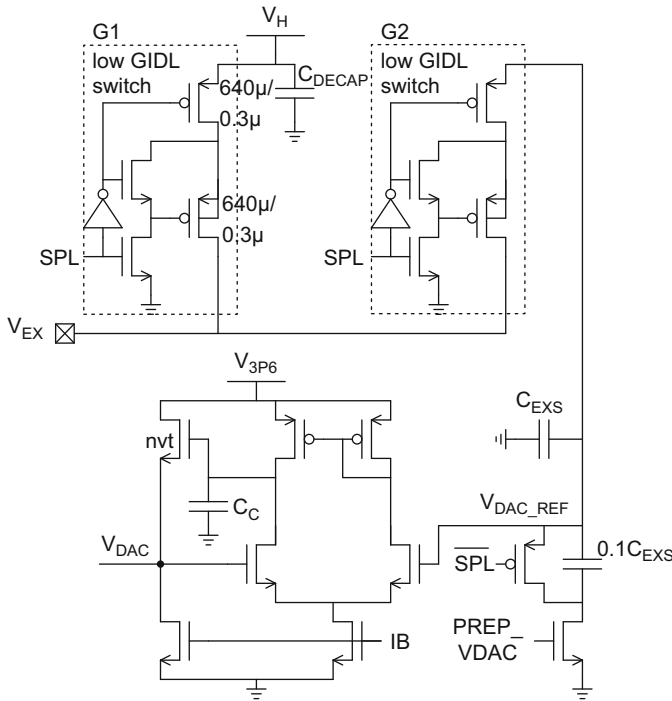 G1
V_H
G2
low GIDL
switch
C_DECAP
low GIDL
switch
640µ/
0.3µ
640µ/
0.3µ
SPL
SPL
V_EX
V_3P6
C_EXS
nvt
C_C
V_DAC_REF
V_DAC
SPL
0.1C_EXS
IB
PREP_
VDAC